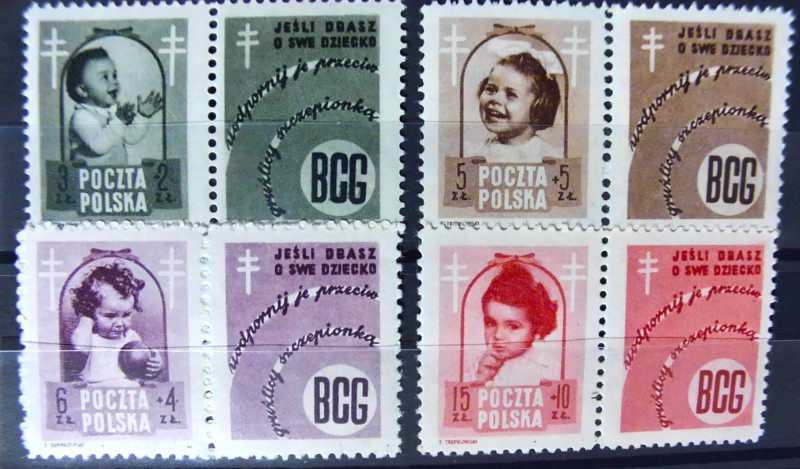 JEŚLI DBASZ
O SWE DZIECKO
uodpornij je przeciw
gruźlicy szczepionką
BCG
3 ZŁ. + 2 ZŁ.
POCZTA
POLSKA
JEŚLI DBASZ
O SWE DZIECKO
uodpornij je przeciw
gruźlicy szczepionką
BCG
5 ZŁ. +5 ZŁ.
POCZTA
POLSKA
JEŚLI DBASZ
O SWE DZIECKO
uodpornij je przeciw
gruźlicy szczepionką
BCG
6 ZŁ. +4 ZŁ.
POCZTA
POLSKA
JEŚLI DBASZ
O SWE DZIECKO
uodpornij je przeciw
gruźlicy szczepionką
BCG
15 ZŁ. +10 ZŁ.
POCZTA
POLSKA
T. TREPKOWSKI